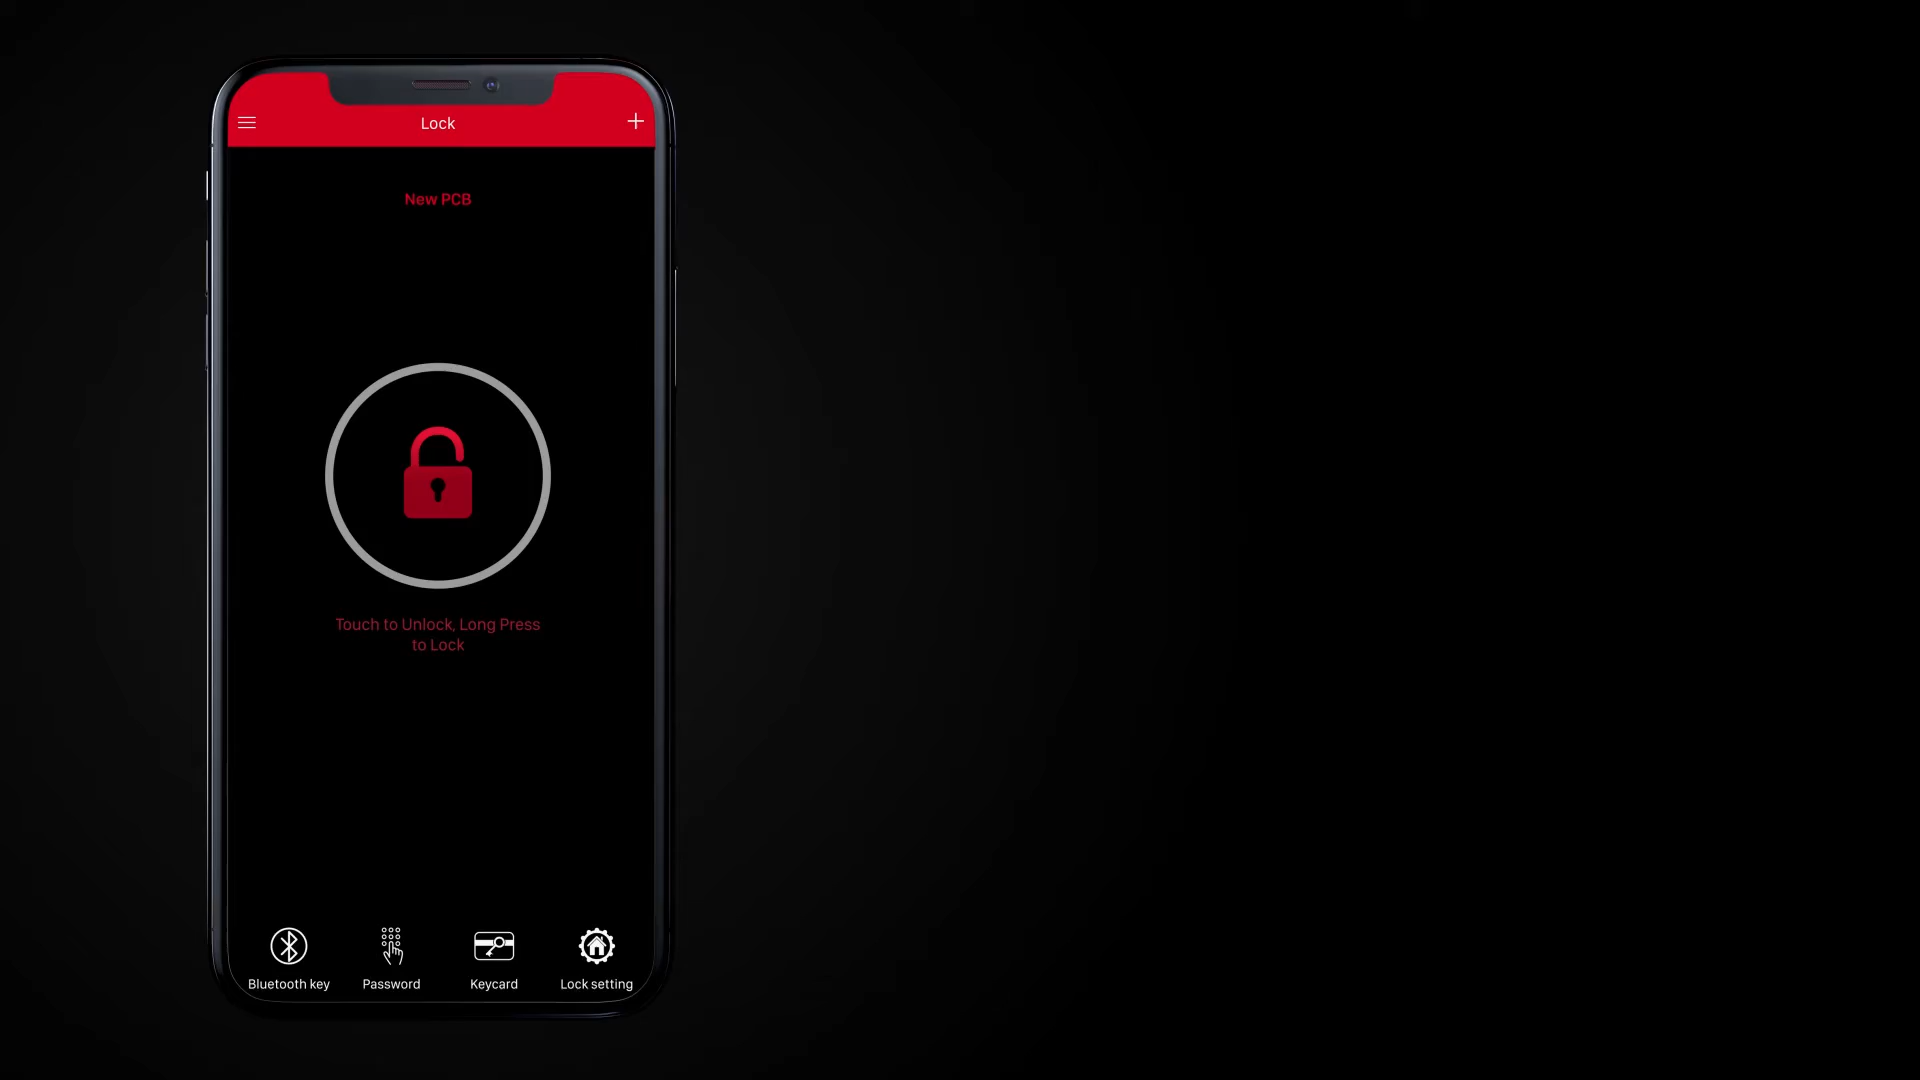 Lock
New PCB
Touch to Unlock, Long Press
to Lock
Bluetooth key
Password
Keycard
Lock setting